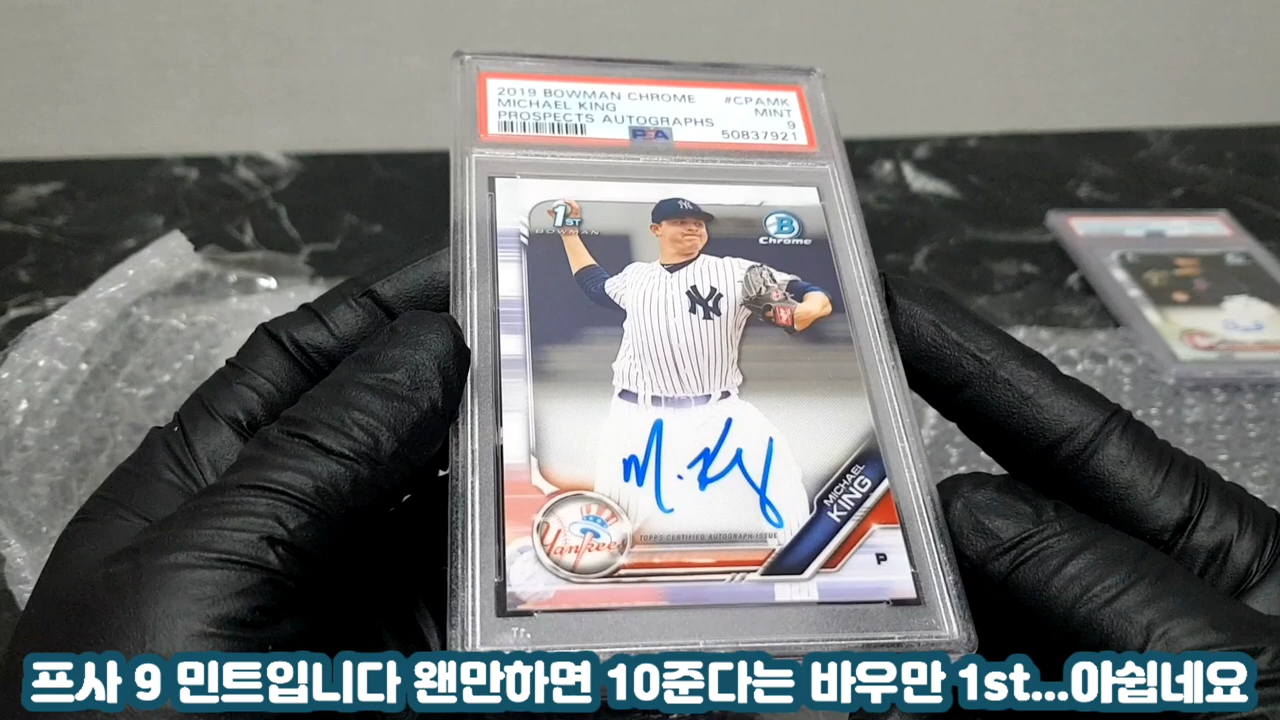 2019 BOWMAN CHROME #CPAMK
MICHAEL KING MINT
PROSPECTS AUTOGRAPHS 9
PSA 50837921
1ST
BOWMAN
B
Chrome
NY
NY
M. King
MICHAEL
KING
Yankees
TOPPS CERTIFIED AUTOGRAPH ISSUE
P
프사 9 민트입니다 왠만하면 10준다는 바우만 1st...아쉽네요